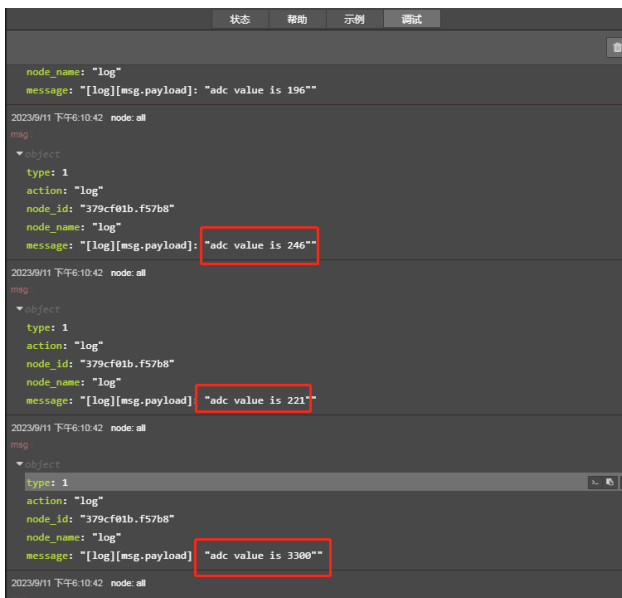 状态 帮助 示例 调试
node_name: "log"
message: "[log][msg.payload]: "adc value is 196""
2023/9/11 下午6:10:42 node: all
msg :
object
type: 1
action: "log"
node_id: "379cf01b.f57b8"
node_name: "log"
message: "[log][msg.payload]: "adc value is 246""
2023/9/11 下午6:10:42 node: all
msg :
object
type: 1
action: "log"
node_id: "379cf01b.f57b8"
node_name: "log"
message: "[log][msg.payload] "adc value is 221""
2023/9/11 下午6:10:42 node: all
msg :
object
type: 1
action: "log"
node_id: "379cf01b.f57b8"
node_name: "log"
message: "[log][msg.payload] "adc value is 3300""
2023/9/11 下午6:10:42 node: all